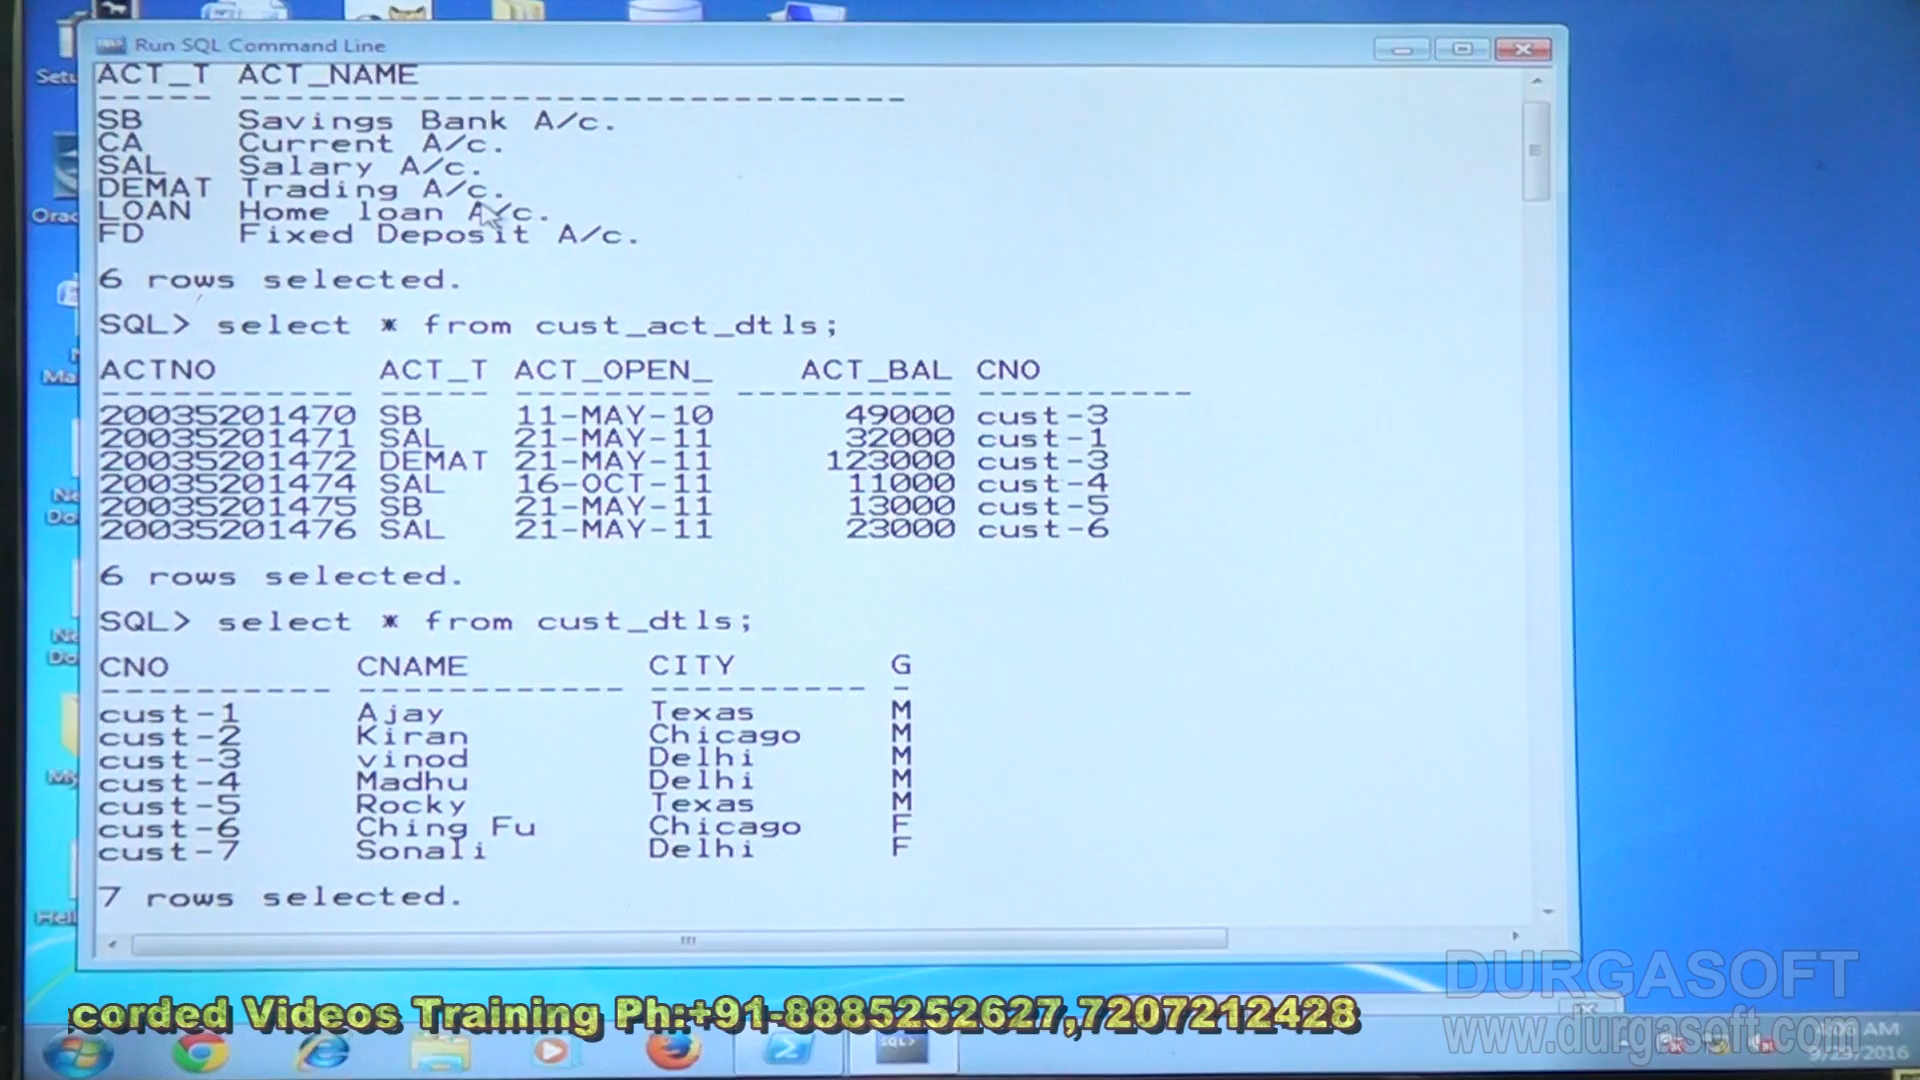 Run SQL Command Line
ACT_T ACT_NAME
----- ------------------------------
SB Savings Bank A/c.
CA Current A/c.
SAL Salary A/c.
DEMAT Trading A/c.
LOAN Home loan A/c.
FD Fixed Deposit A/c.
6 rows selected.
SQL> select * from cust_act_dtls;
ACTNO ACT_T ACT_OPEN_ ACT_BAL CNO
------------ ----- --------- ---------- ----------
20035201470 SB 11-MAY-10 49000 cust-3
20035201471 SAL 21-MAY-11 32000 cust-1
20035201472 DEMAT 21-MAY-11 123000 cust-3
20035201474 SAL 16-OCT-11 11000 cust-4
20035201475 SB 21-MAY-11 13000 cust-5
20035201476 SAL 21-MAY-11 23000 cust-6
6 rows selected.
SQL> select * from cust_dtls;
CNO CNAME CITY G
---------- ------------ ---------- -
cust-1 Ajay Texas M
cust-2 Kiran Chicago M
cust-3 vinod Delhi M
cust-4 Madhu Delhi M
cust-5 Rocky Texas M
cust-6 Ching Fu Chicago F
cust-7 Sonali Delhi F
7 rows selected.
DURGASOFT
corded Videos Training Ph:+91-8885252627,7207212428
www.durgasoft.com
SQL>
9/29/2016